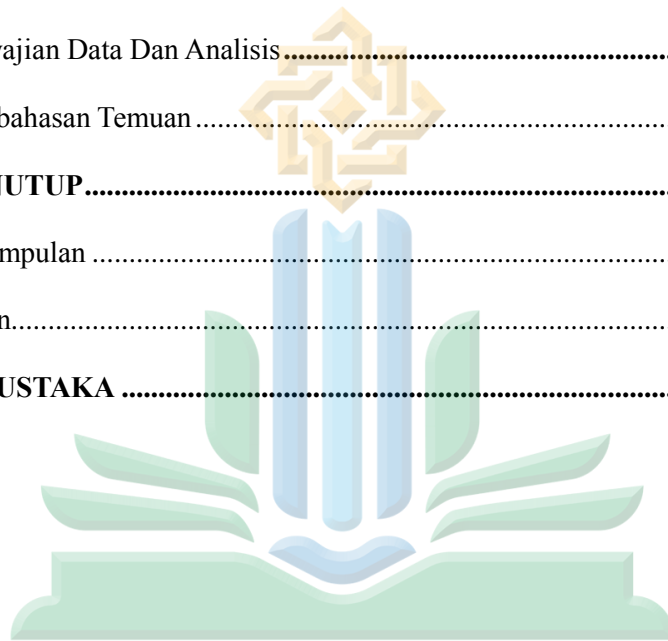 yajian Data Dan Analisis....................................................
bahasan Temuan....................................................................
NUTUP.................................................................................
mpulan ................................................................................
n............................................................................................
USTAKA ............................................................................